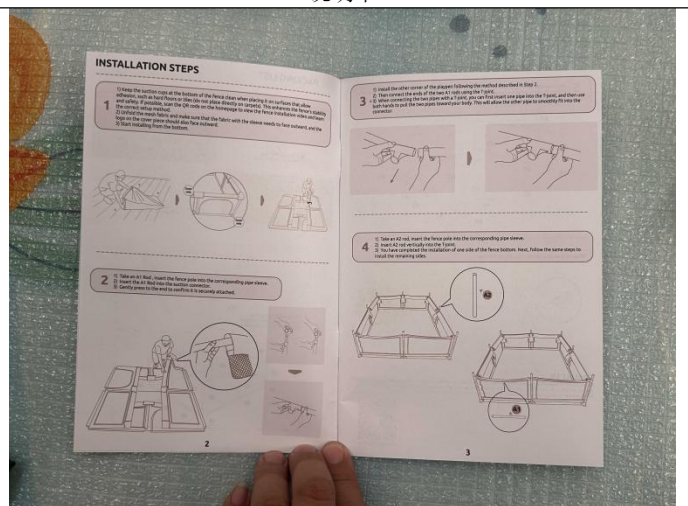 INSTALLATION STEPS
1
1) Keep the suction cups at the bottom of the fence clean when placing it on surfaces that allow
adhesion, such as hard floors or tiles (do not place directly on carpets). This enhances the fence's stability
and safety. If possible, scan the QR code on the homepage to view the fence installation video and learn
the correct setup method.
2) Unfold the mesh fabric and make sure that the fabric with the sleeve needs to face outward, and the
logo on the cover piece should also face outward.
3) Start installing from the bottom.
2
1) Take an A1 Rod , insert the fence pole into the corresponding pipe sleeve.
2) Insert the A1 Rod into the suction connector.
3) Gently press to the end to confirm it is securely attached.
2
3
1) Install the other corner of the playpen following the method described in Step 2.
2) Then connect the ends of the two A1 rods using the T-joint.
3) When connecting the two pipes with a T-joint, you can first insert one pipe into the T-joint, and then use
both hands to pull the two pipes toward your body. This will allow the other pipe to smoothly fit into the
connector.
4
1) Take an A2 rod, insert the fence pole into the corresponding pipe sleeve.
2) Insert A2 rod vertically into the T-joint.
3) You have completed the installation of one side of the fence bottom. Next, follow the same steps to
install the remaining sides.
A2
A1
3